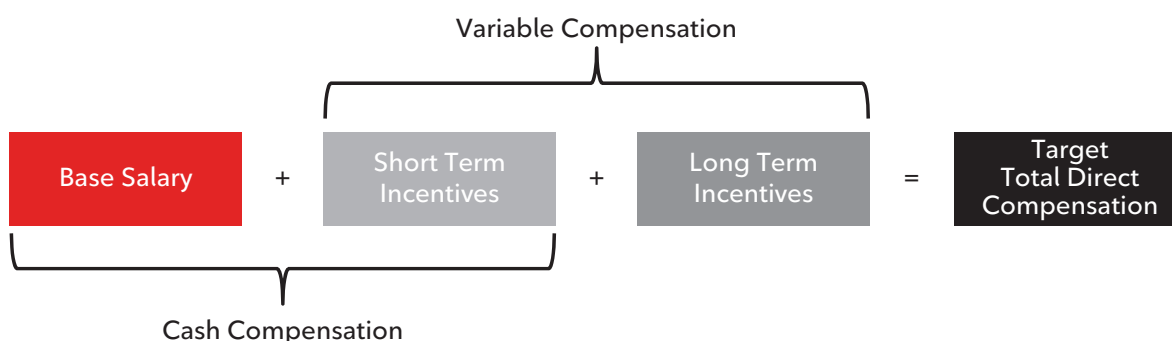 Variable Compensation
Base Salary
+
Short Term
Incentives
+
Long Term
Incentives
=
Target
Total Direct
Compensation
Cash Compensation